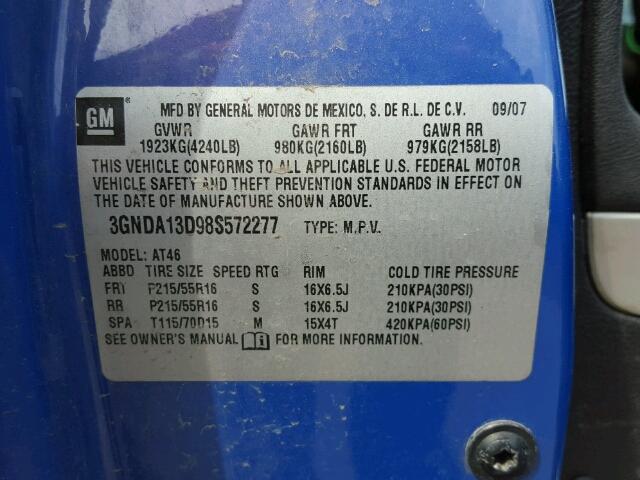 GM MFD BY GENERAL MOTORS DE MEXICO, S. DE R.L. DE C.V. 09/07
GVWR GAWR FRT GAWR RR
1923KG(4240LB) 980KG(2160LB) 979KG(2158LB)
THIS VEHICLE CONFORMS TO ALL APPLICABLE U.S. FEDERAL MOTOR
VEHICLE SAFETY AND THEFT PREVENTION STANDARDS IN EFFECT ON
THE DATE OF MANUFACTURE SHOWN ABOVE.
3GNDA13D98S572277 TYPE: M.P.V.
MODEL: AT46
ABBD TIRE SIZE SPEED RTG RIM COLD TIRE PRESSURE
FRT P215/55R16 S 16X6.5J 210KPA(30PSI)
RR P215/55R16 S 16X6.5J 210KPA(30PSI)
SPA T115/70D15 M 15X4T 420KPA(60PSI)
SEE OWNER'S MANUAL FOR MORE INFORMATION.